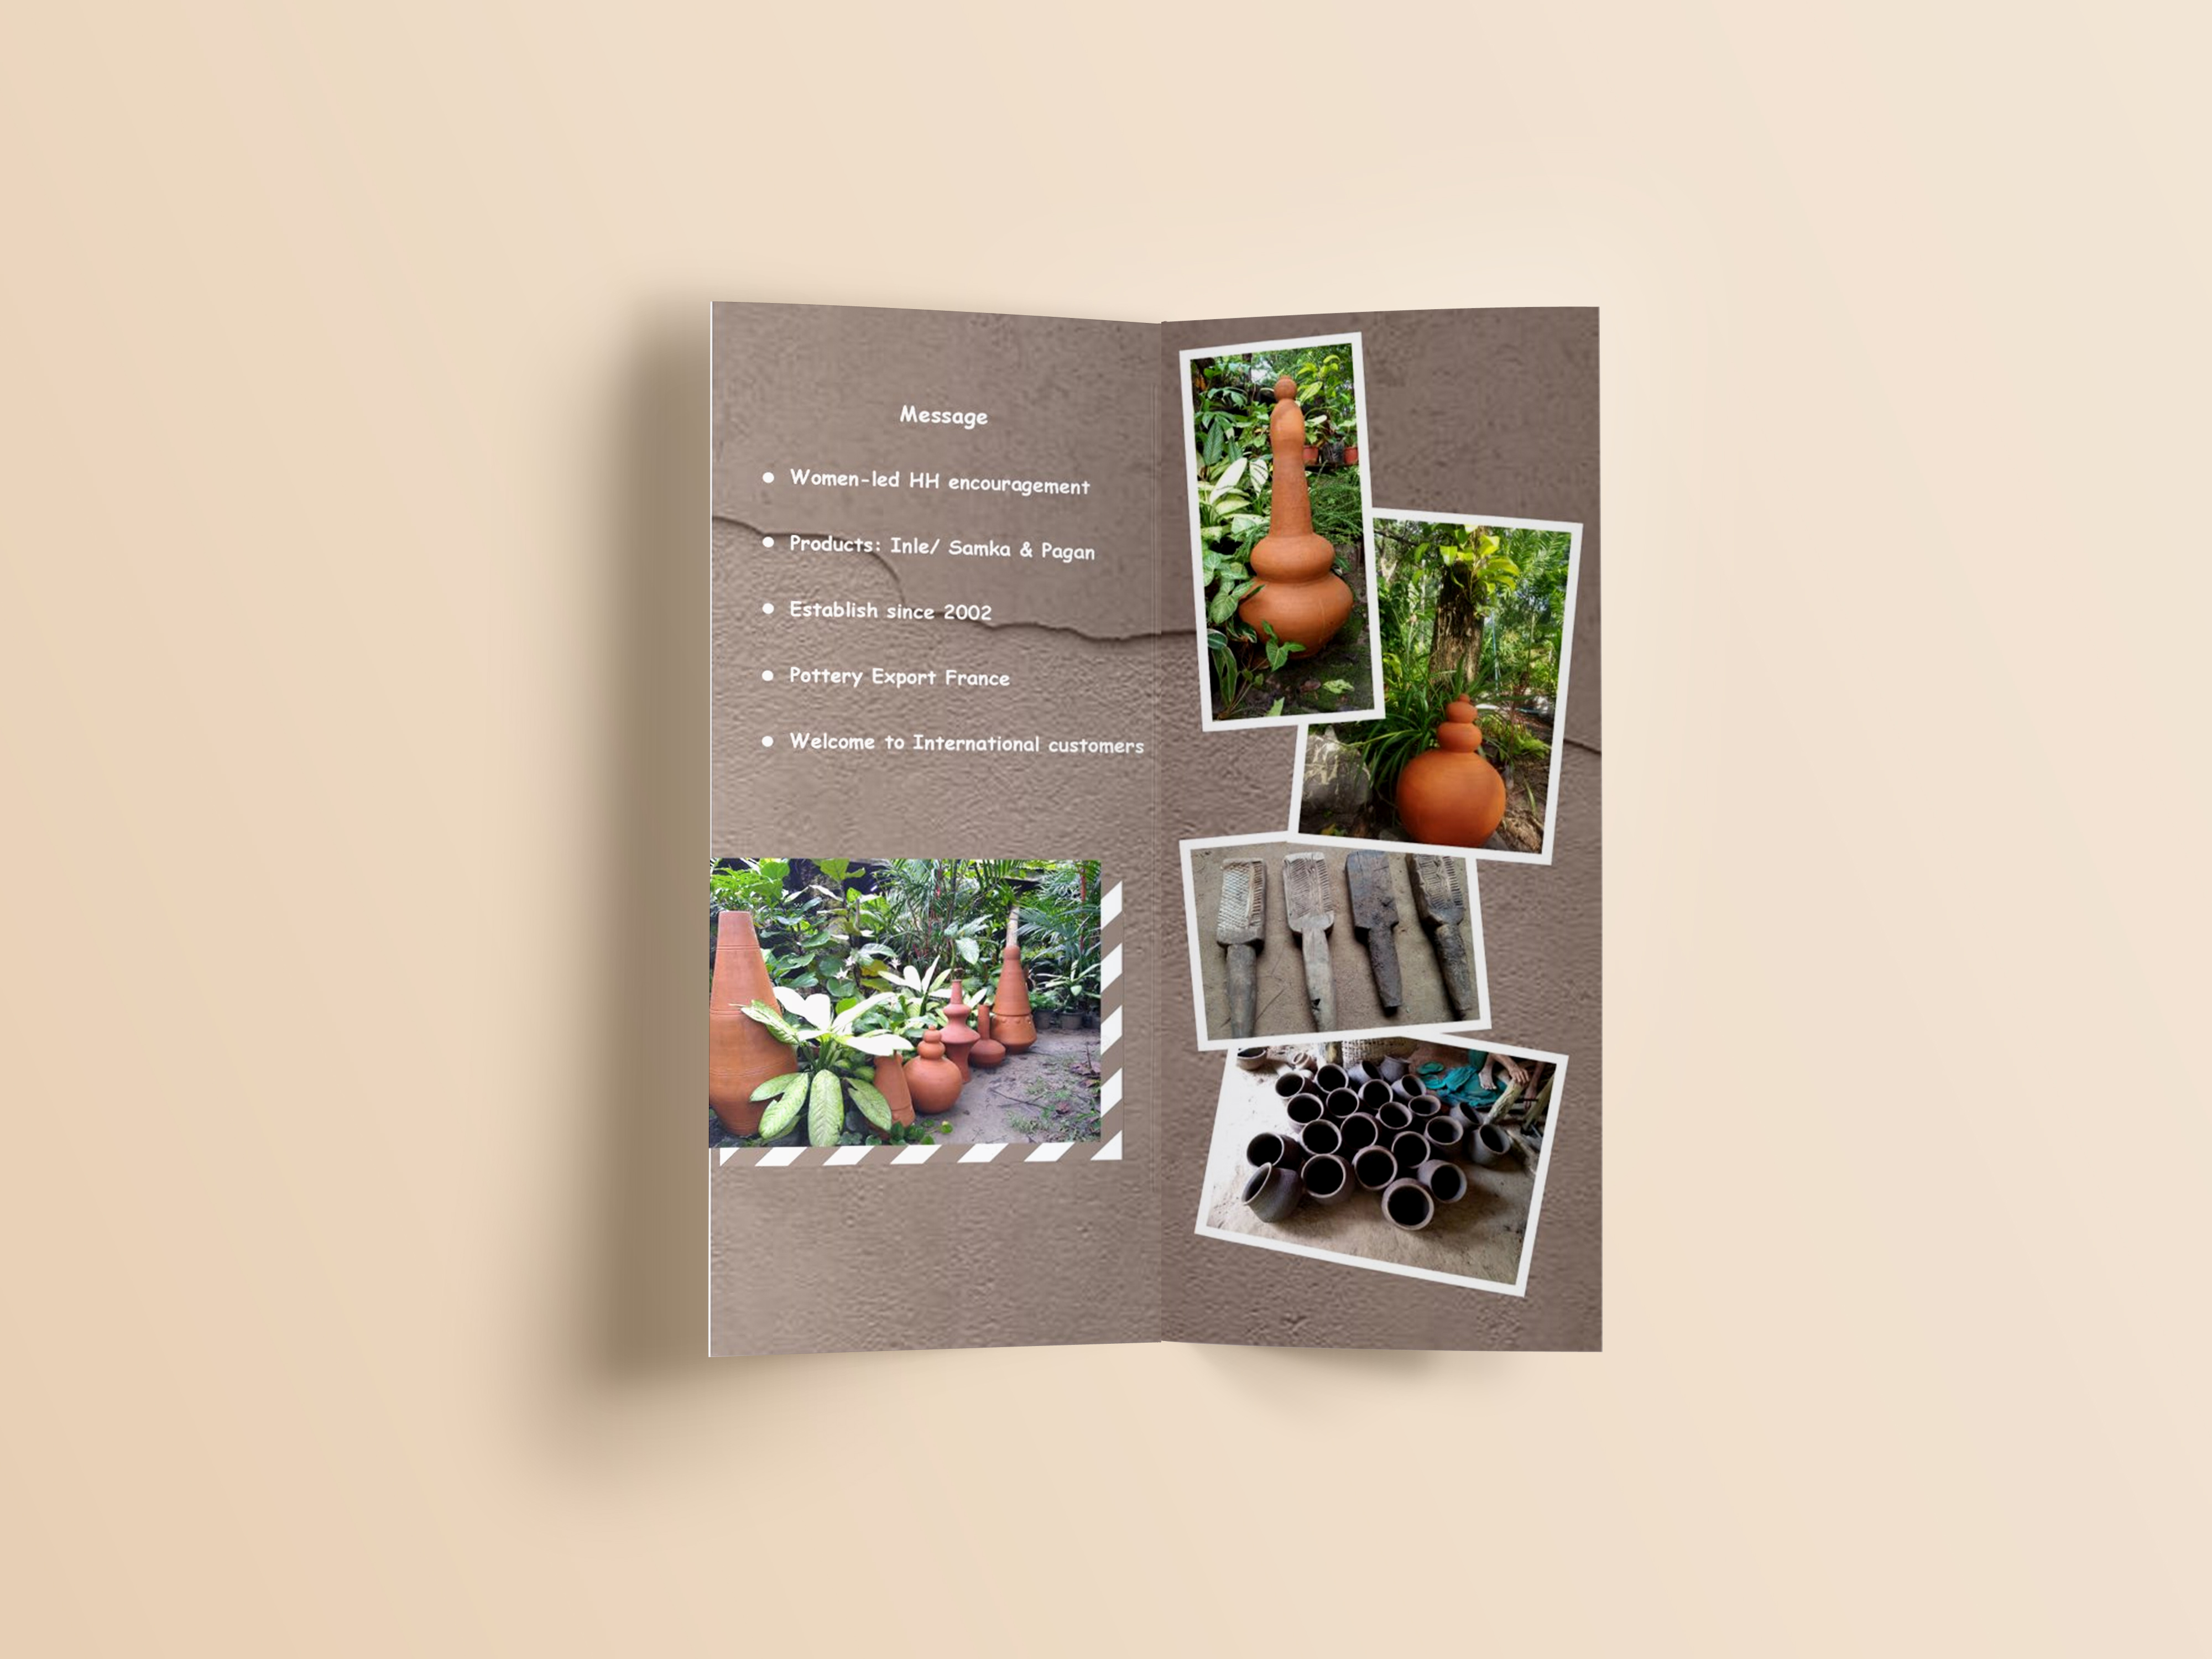 Message
● Women-led HH encouragement
● Products: Inle/ Samka & Pagan
● Establish since 2002
● Pottery Export France
● Welcome to International customers